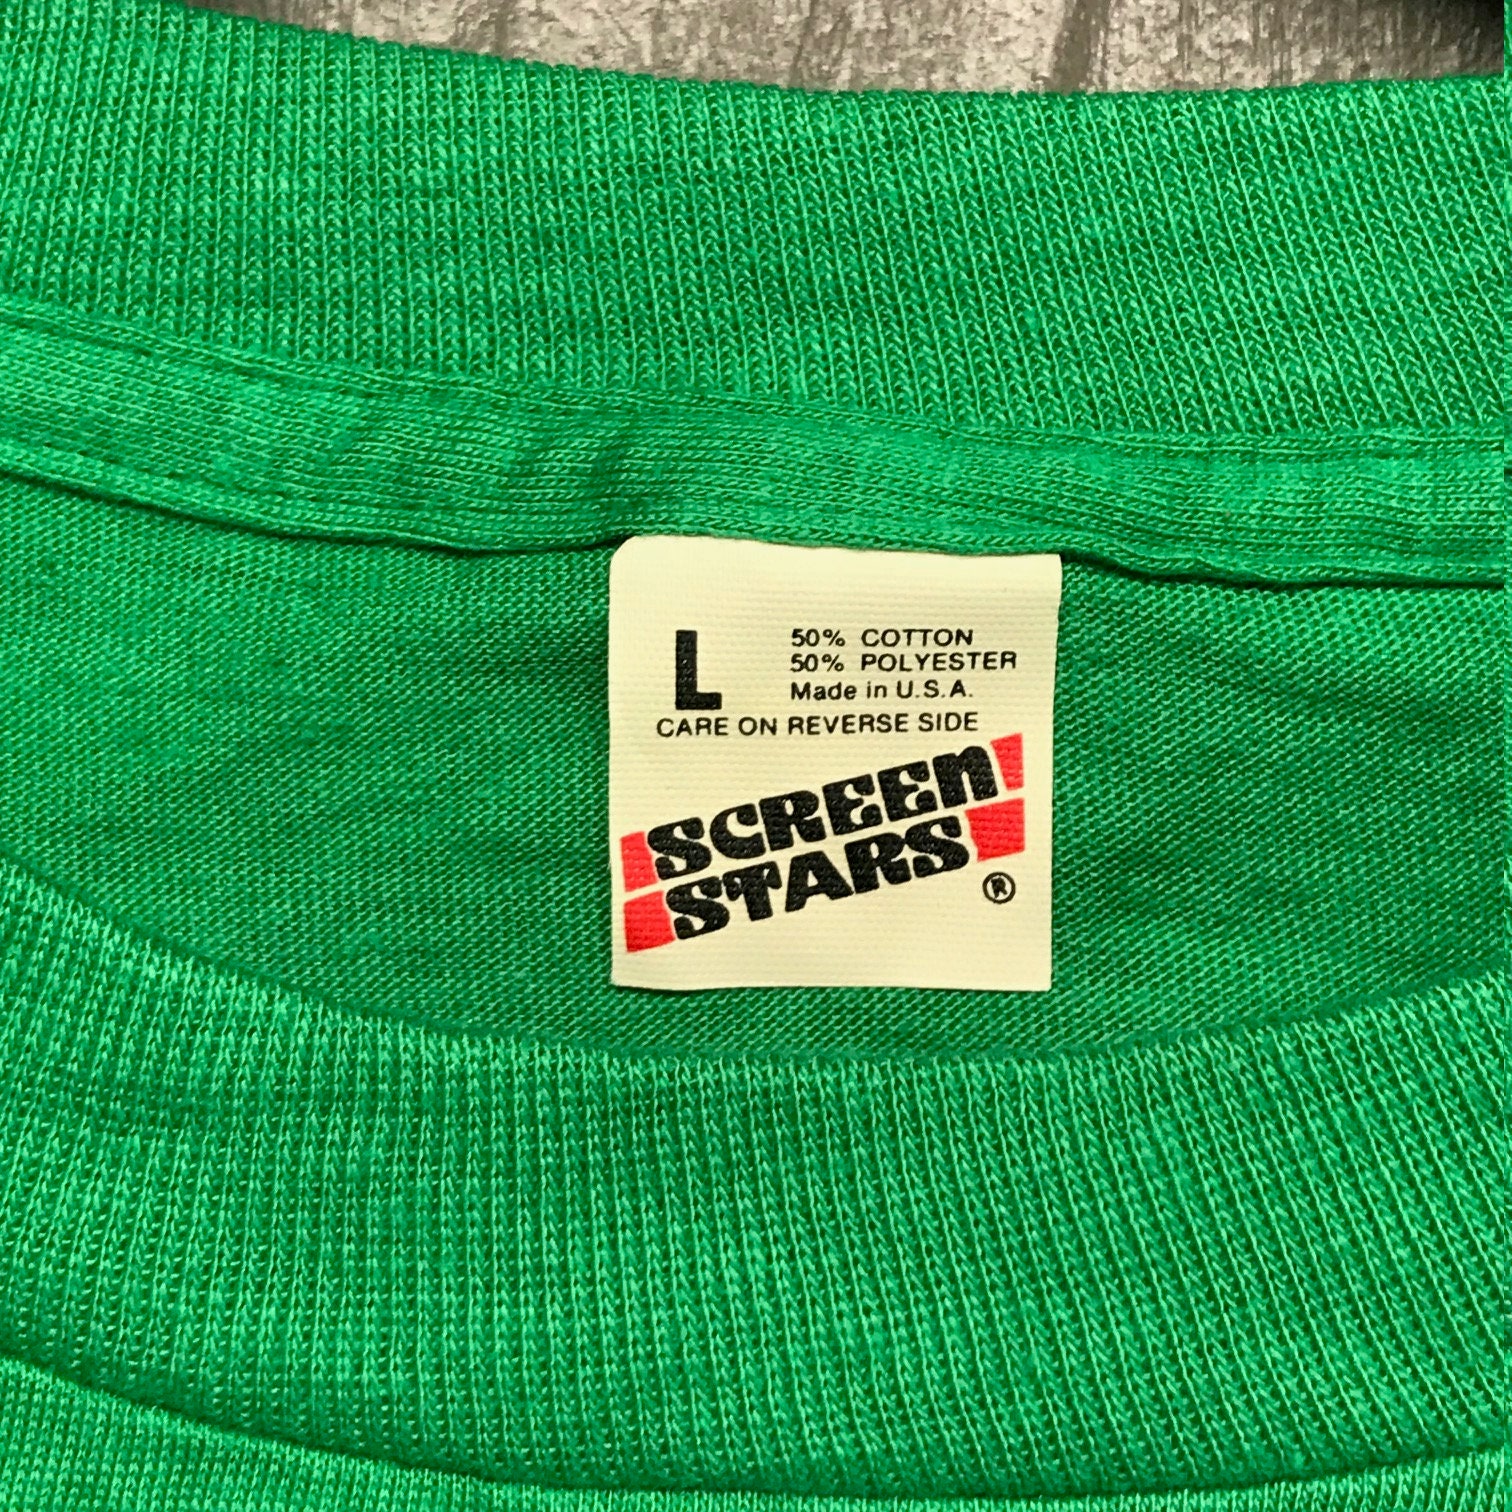 L
50% COTTON
50% POLYESTER
Made in U.S.A.
CARE ON REVERSE SIDE
SCREEN
STARS
®